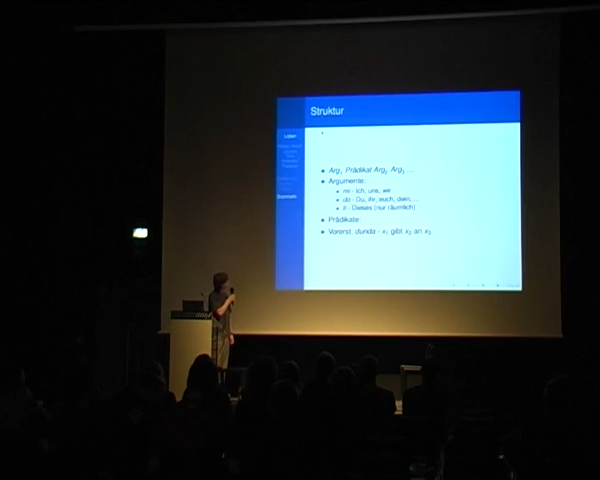 Struktur
Lojban
• Arg₁ Prädikat Arg₂ Arg₃ ...
• Argumente:
• mi - Ich, uns, wir
• do - Du, ihr, euch, dein, ...
• ti - Dieses (nur räumlich)
• Prädikate:
• Vorerst: dunda - x₁ gibt x₂ an x₃